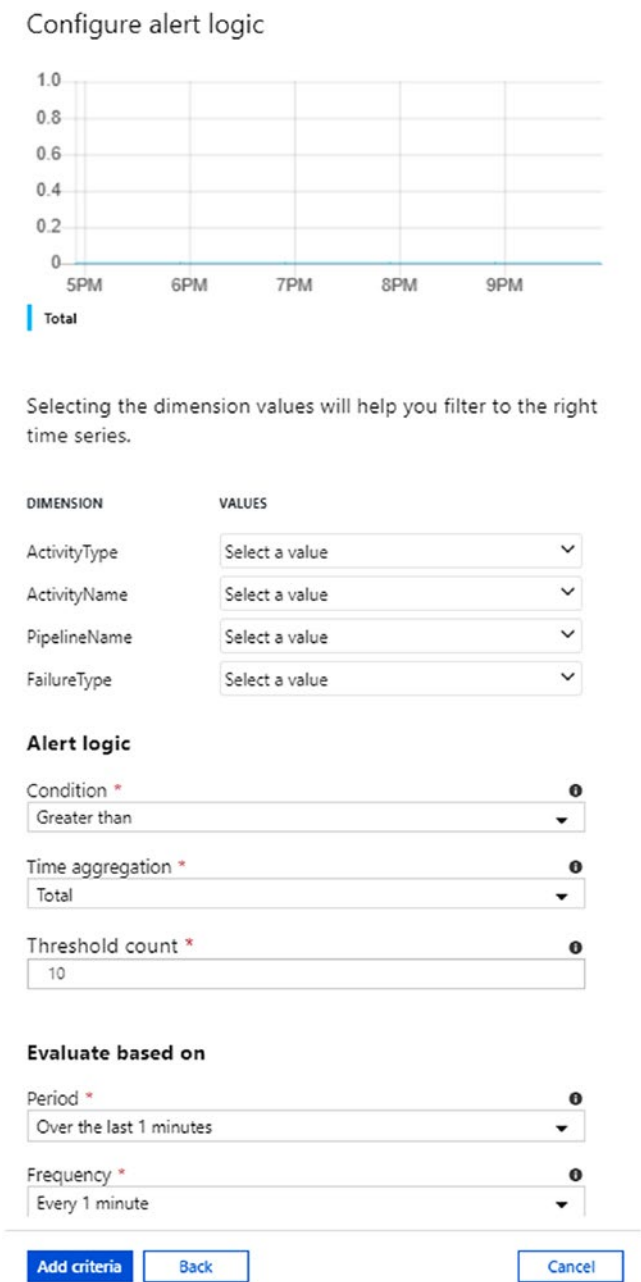 Configure alert logic
1.0
0.8
0.6
0.4
0.2
0
5PM 6PM 7PM 8PM 9PM
Total
Selecting the dimension values will help you filter to the right
time series.
DIMENSION VALUES
ActivityType Select a value
ActivityName Select a value
PipelineName Select a value
FailureType Select a value
Alert logic
Condition *
Greater than
Time aggregation *
Total
Threshold count *
10
Evaluate based on
Period *
Over the last 1 minutes
Frequency *
Every 1 minute
Add criteria Back Cancel